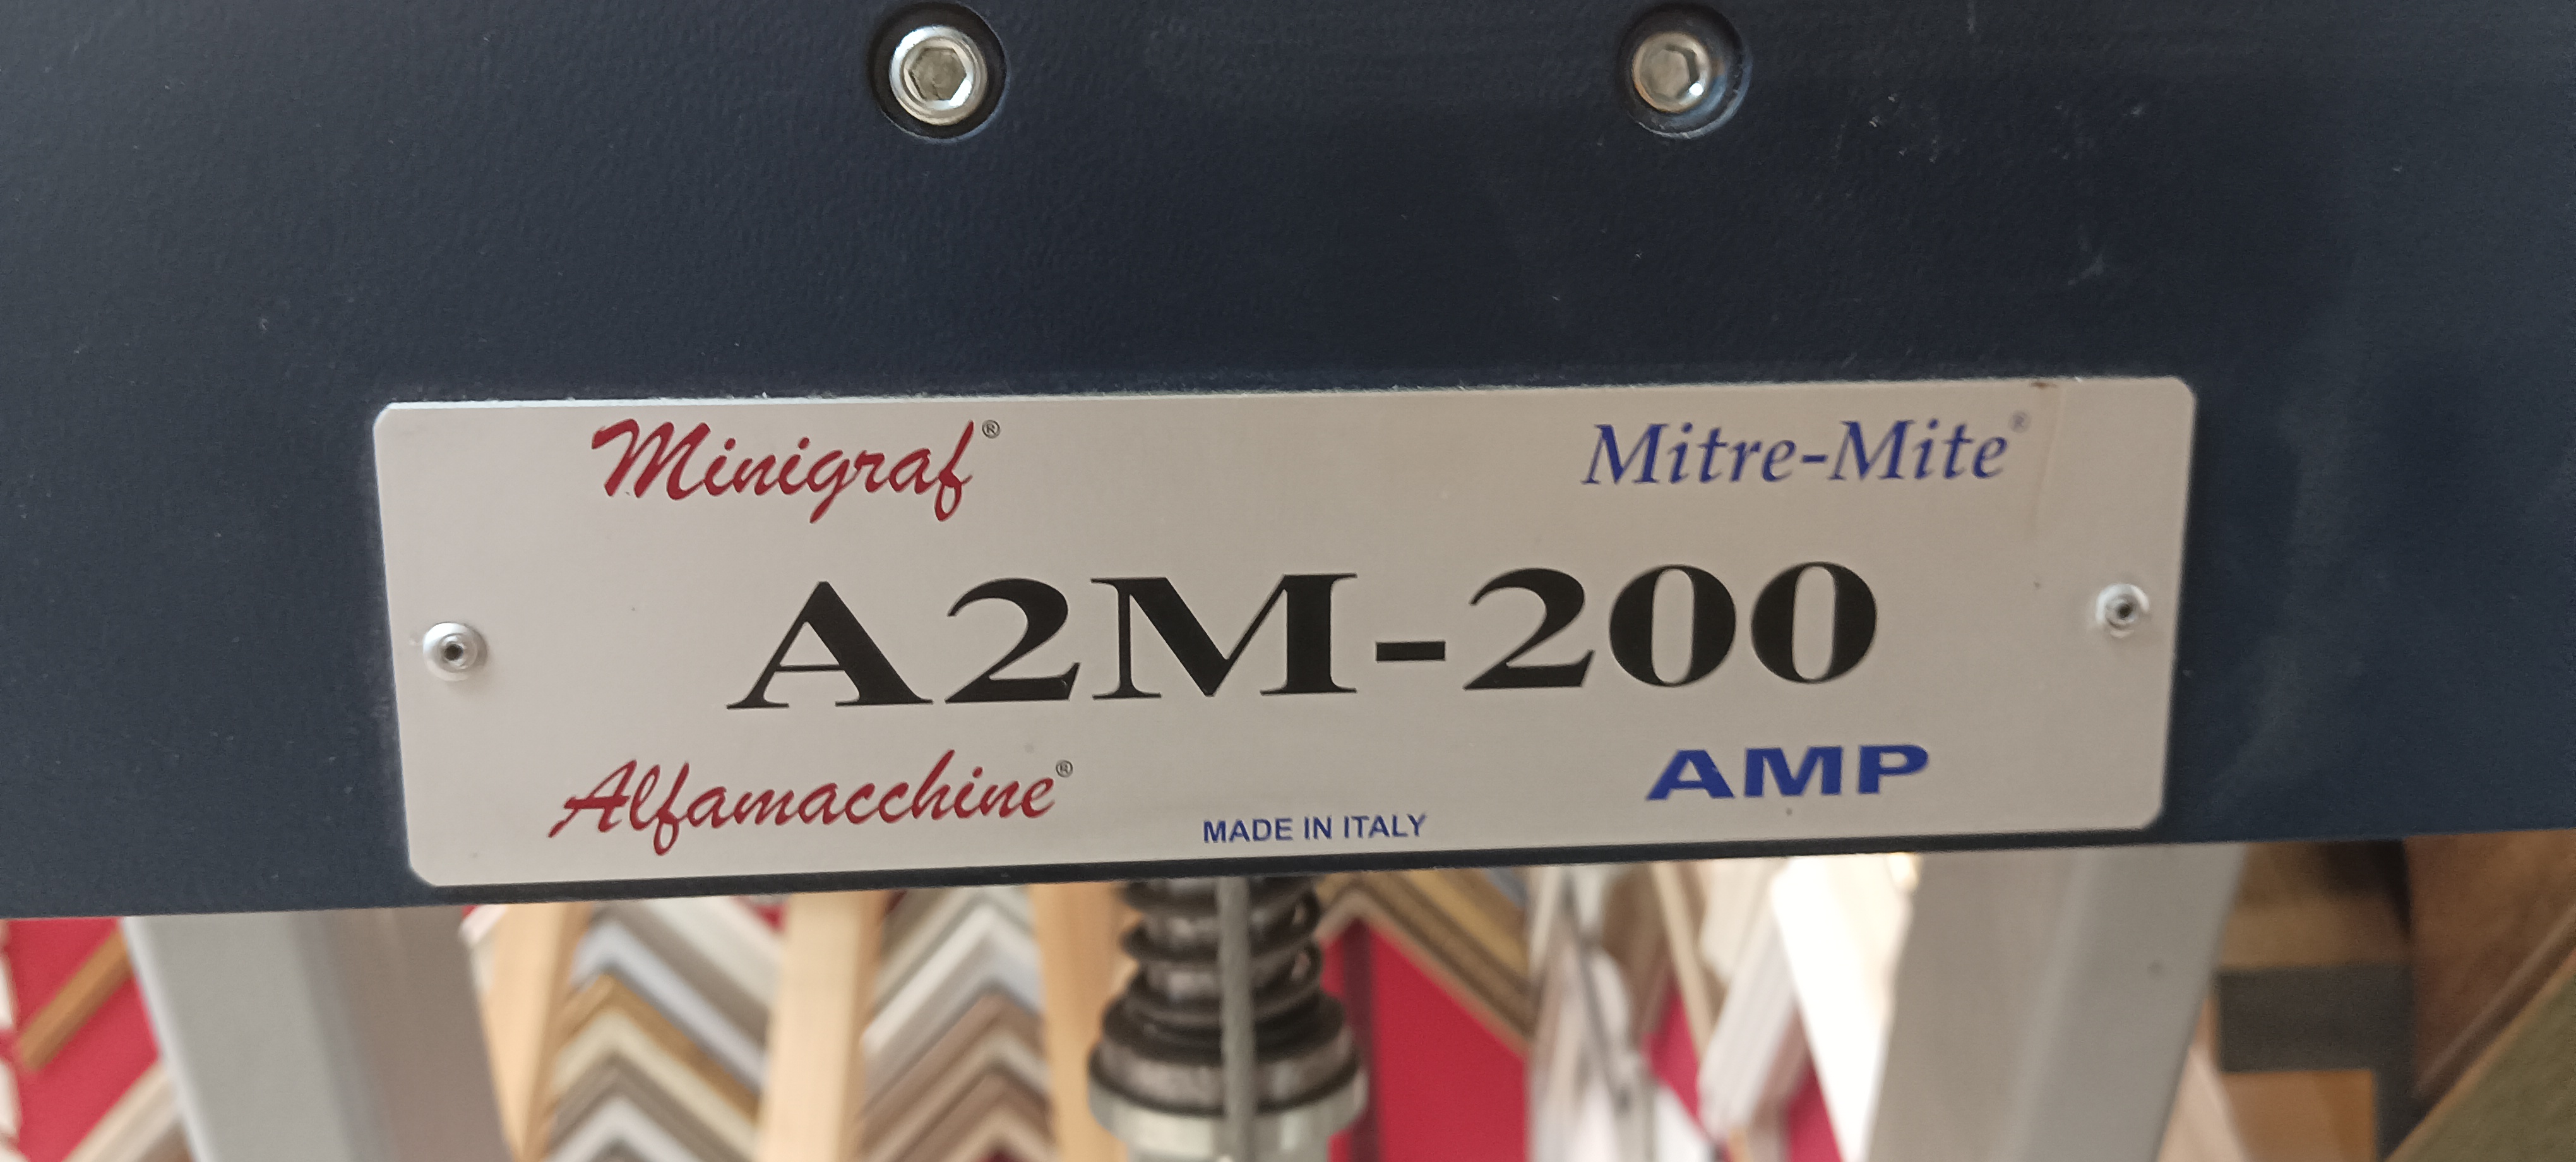 Minigraf® Mitre-Mite®
A2M-200
Alfamacchine® AMP
MADE IN ITALY